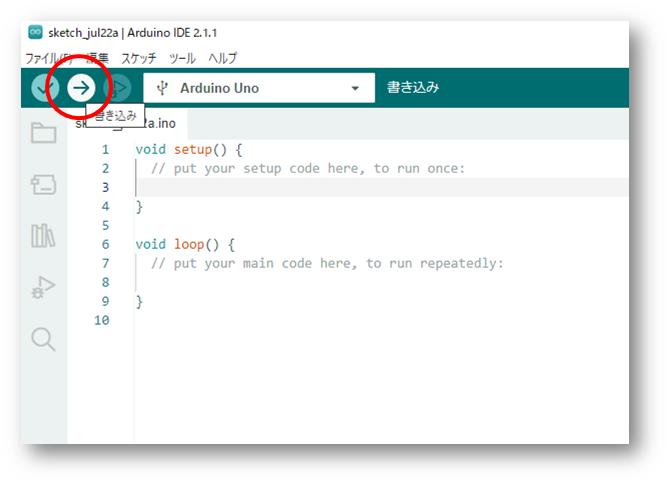 sketch_jul22a | Arduino IDE 2.1.1
ファイル(F) 編集 スケッチ ツール ヘルプ
Arduino Uno 書き込み
書き込み
2a.ino
1 void setup() {
2 // put your setup code here, to run once:
3
4 }
5
6 void loop() {
7 // put your main code here, to run repeatedly:
8
9 }
10